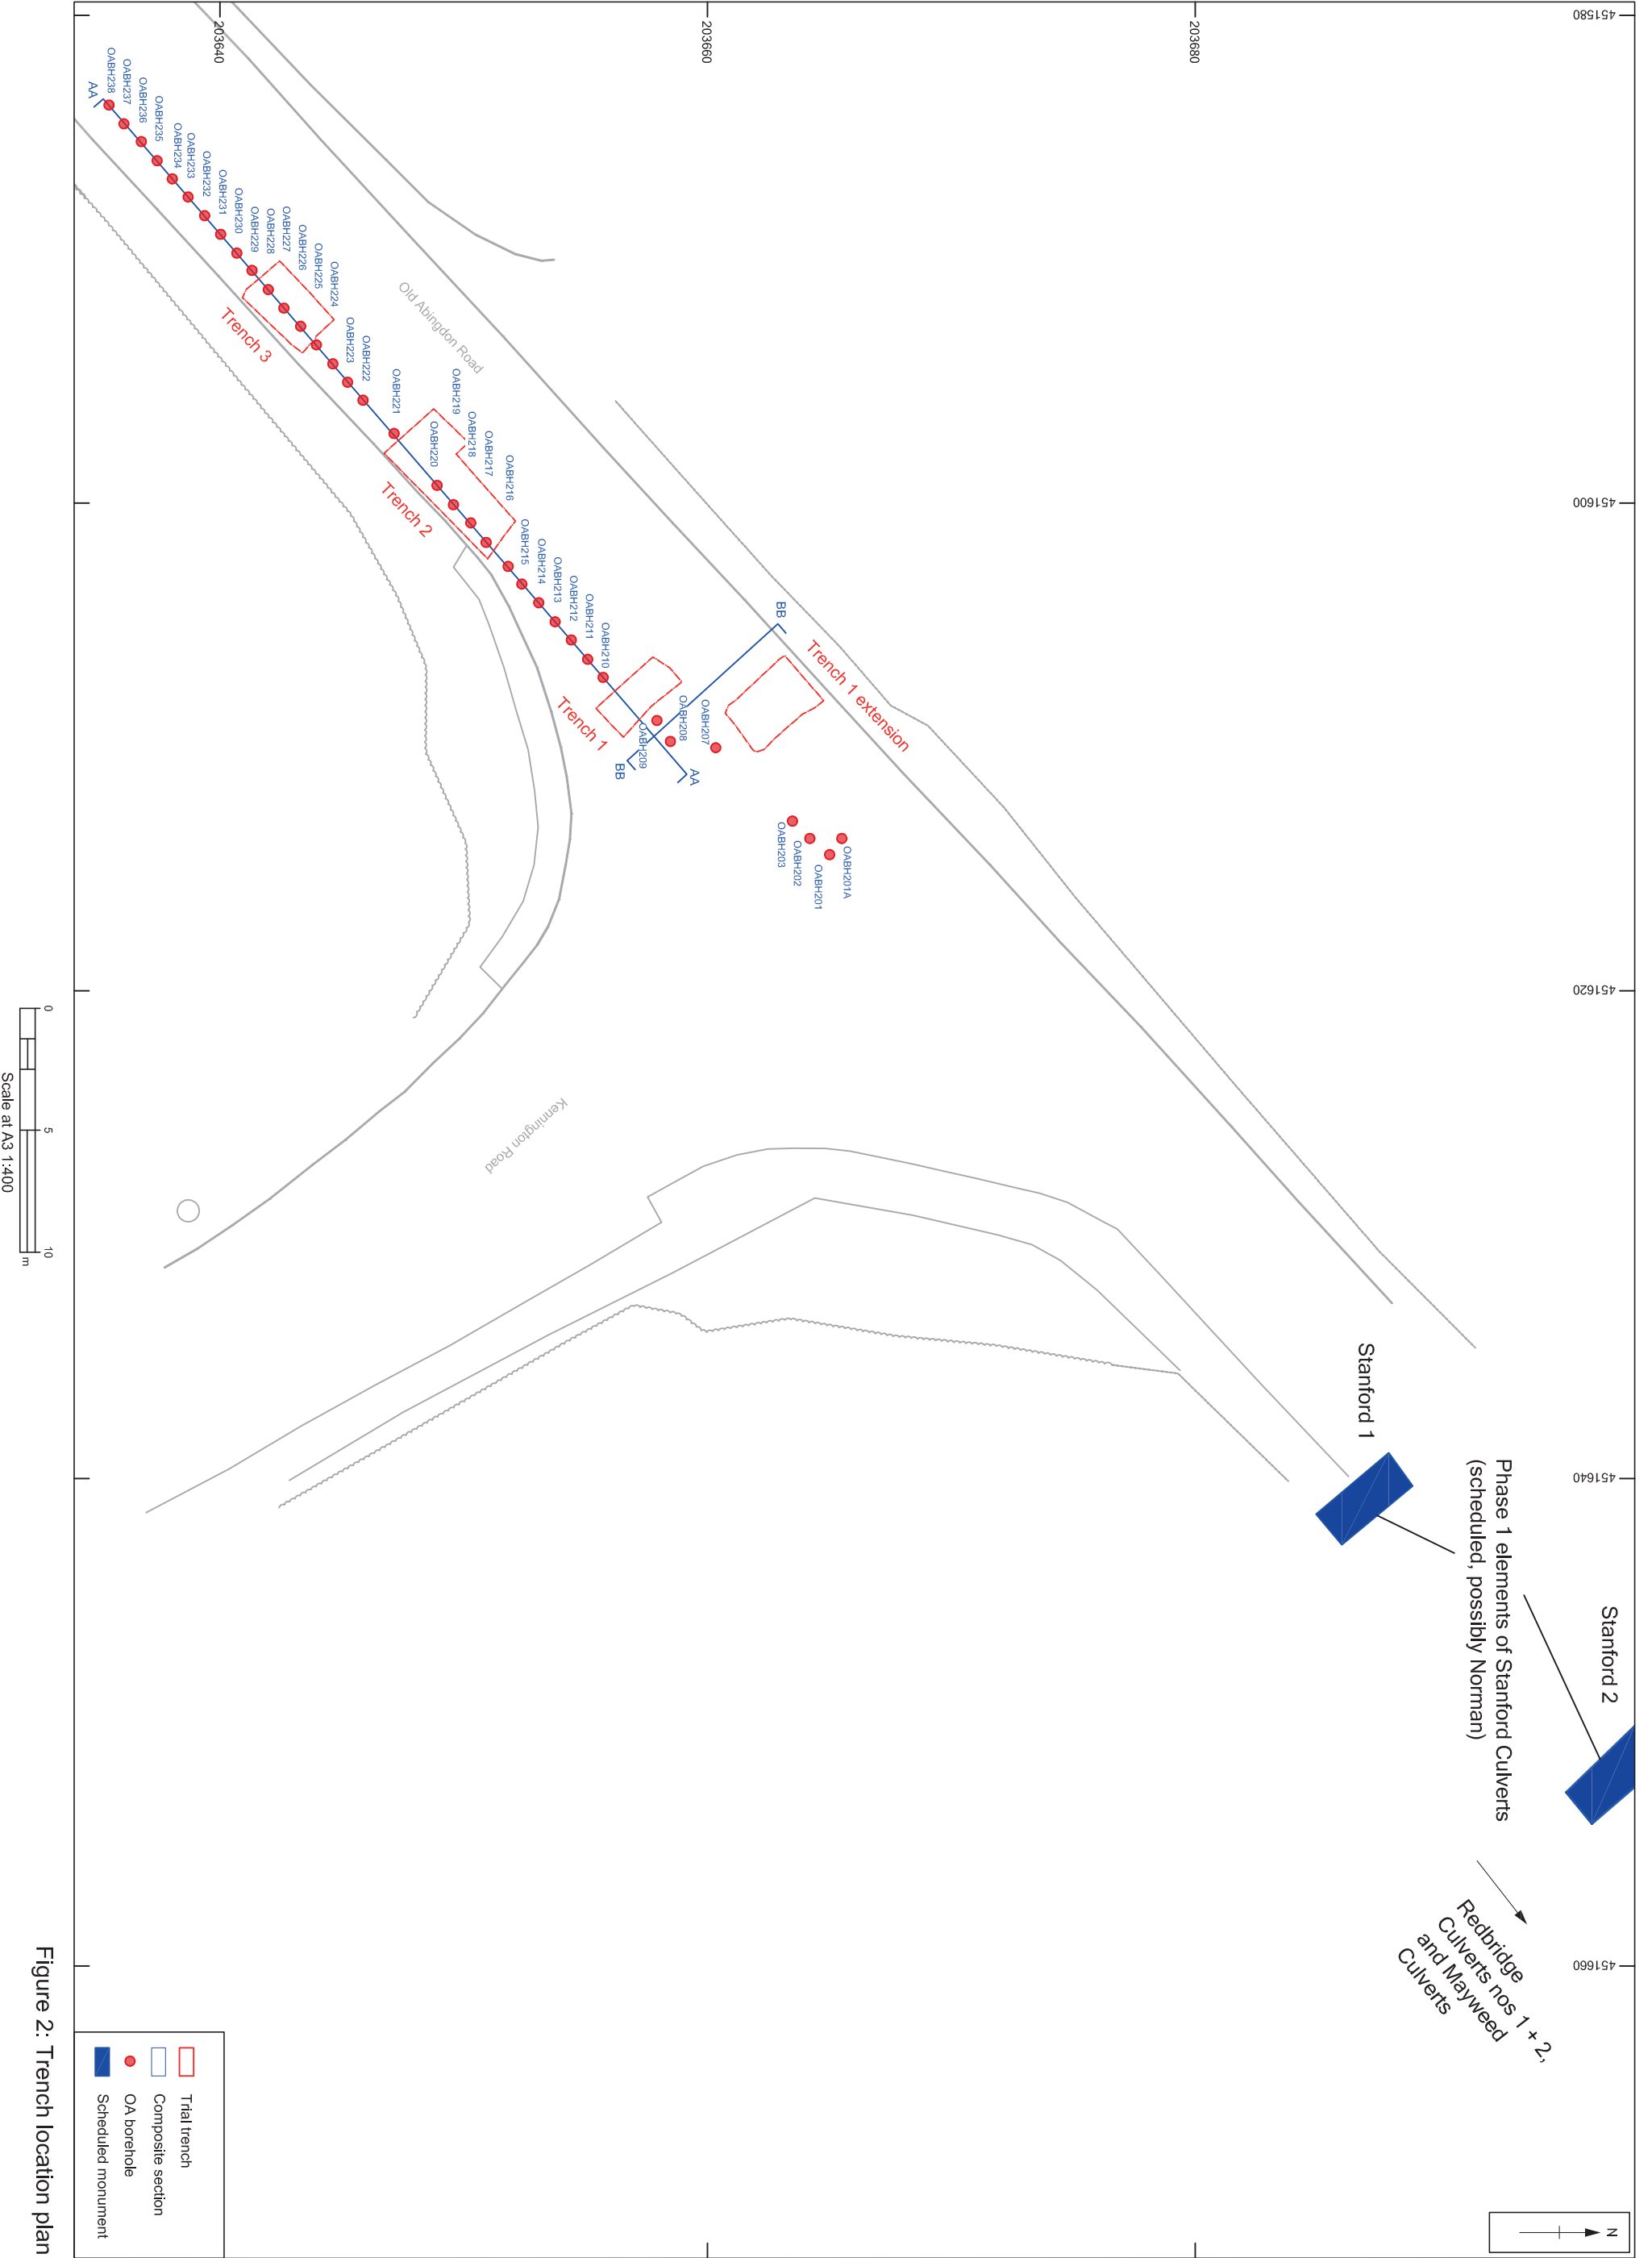 451580
451600
451620
451640
451660
203680
203660
203640
Stanford 2
Stanford 1
Phase 1 elements of Stanford Culverts
(scheduled, possibly Norman)
Redbridge
Culverts nos 1 + 2,
and Mayweed
Culverts
N
Trench 1 extension
BB
OABH201A
OABH201
OABH202
OABH203
OABH207
OABH208
OABH209
AA
BB
Trench 1
OABH210
OABH211
OABH212
OABH213
OABH214
OABH215
OABH216
OABH217
OABH218
OABH219
OABH220
Trench 2
OABH221
OABH222
OABH223
OABH224
OABH225
OABH226
OABH227
OABH228
OABH229
OABH230
OABH231
OABH232
OABH233
OABH234
OABH235
OABH236
OABH237
OABH238
AA
Trench 3
Old Abingdon Road
Kennington Road
Trial trench
Composite section
OA borehole
Scheduled monument
0
5
10
m
Scale at A3 1:400
Figure 2: Trench location plan